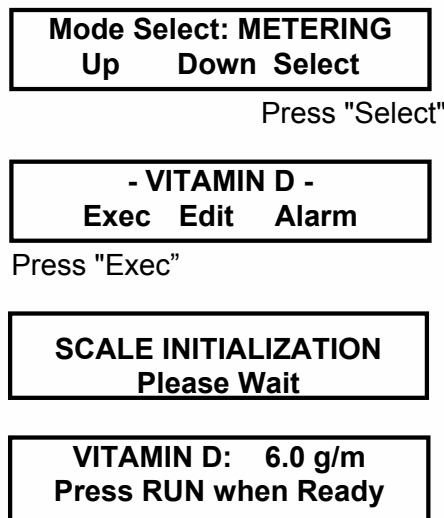 Mode Select: METERING
Up Down Select
Press "Select"
- VITAMIN D -
Exec Edit Alarm
Press "Exec”
SCALE INITIALIZATION
Please Wait
VITAMIN D: 6.0 g/m
Press RUN when Ready